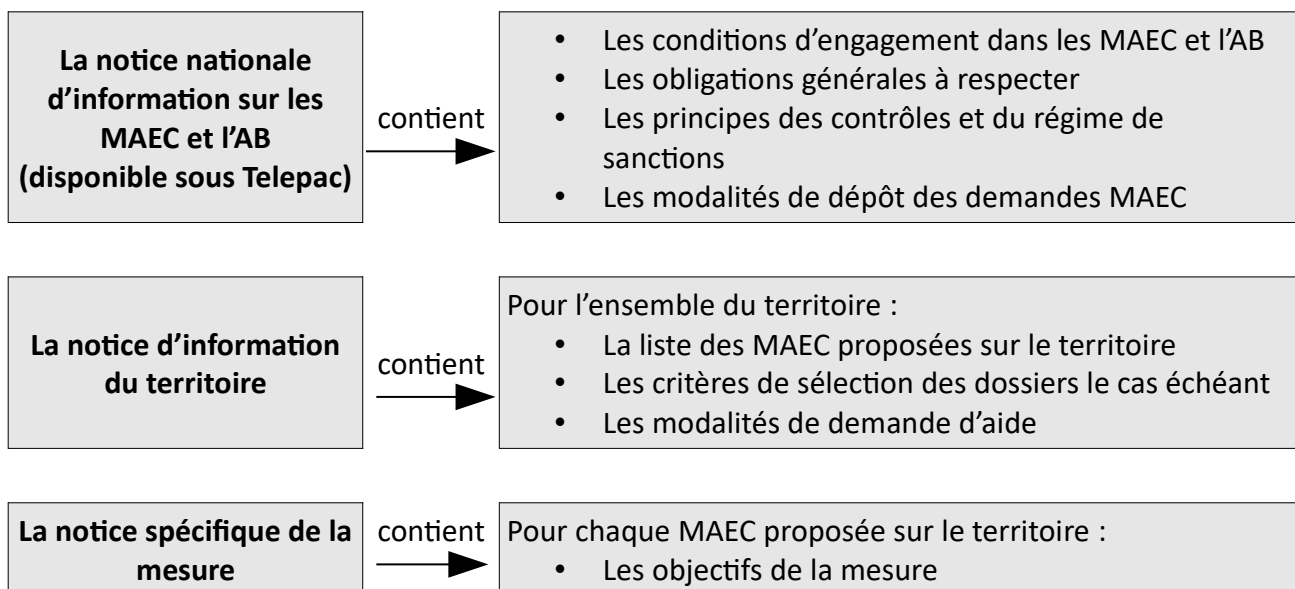 La notice nationale
d’information sur les
MAEC et l’AB
(disponible sous Telepac)
contient
• Les conditions d’engagement dans les MAEC et l’AB
• Les obligations générales à respecter
• Les principes des contrôles et du régime de
sanctions
• Les modalités de dépôt des demandes MAEC
La notice d’information
du territoire
contient
Pour l’ensemble du territoire :
• La liste des MAEC proposées sur le territoire
• Les critères de sélection des dossiers le cas échéant
• Les modalités de demande d’aide
La notice spécifique de la
mesure
contient
Pour chaque MAEC proposée sur le territoire :
• Les objectifs de la mesure